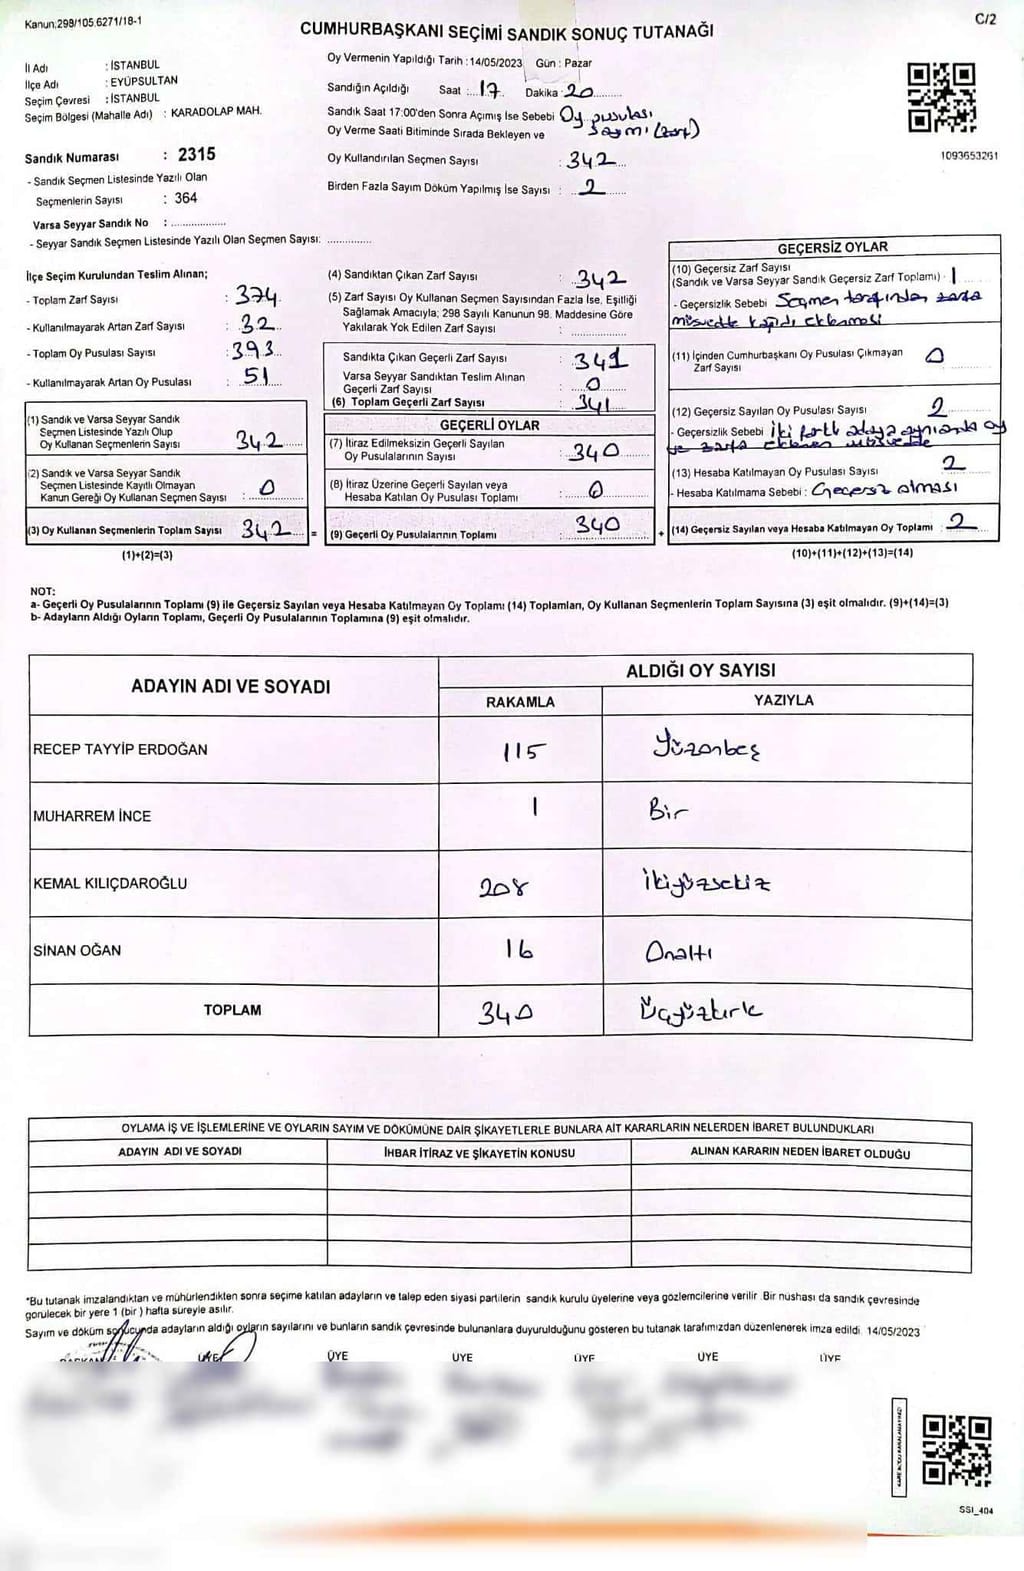 Kanun:298/105.6271/18-1
C/2
CUMHURBAŞKANI SEÇİMİ SANDIK SONUÇ TUTANAĞI
İl Adı : İSTANBUL
İlçe Adı : EYÜPSULTAN
Seçim Çevresi : İSTANBUL
Seçim Bölgesi (Mahalle Adı) : KARADOLAP MAH.
Sandık Numarası : 2315
- Sandık Seçmen Listesinde Yazılı Olan
Seçmenlerin Sayısı : 364
Varsa Seyyar Sandık No : ..................
- Seyyar Sandık Seçmen Listesinde Yazılı Olan Seçmen Sayısı: ..............
Oy Vermenin Yapıldığı Tarih : 14/05/2023 Gün : Pazar
Sandığın Açıldığı Saat : 17 Dakika : 20
Sandık Saat 17:00'den Sonra Açımış İse Sebebi Oy pusulası
Oy Verme Saati Bitiminde Sırada Bekleyen ve sayımı (zarf)
Oy Kullandırılan Seçmen Sayısı : 342
Birden Fazla Sayım Döküm Yapılmış İse Sayısı : 2
1093653261
İlçe Seçim Kurulundan Teslim Alınan;
- Toplam Zarf Sayısı : 374
- Kullanılmayarak Artan Zarf Sayısı : 32
- Toplam Oy Pusulası Sayısı : 393
- Kullanılmayarak Artan Oy Pusulası : 51
(1) Sandık ve Varsa Seyyar Sandık
Seçmen Listesinde Yazılı Olup
Oy Kullanan Seçmenlerin Sayısı 342
(2) Sandık ve Varsa Seyyar Sandık
Seçmen Listesinde Kayıtlı Olmayan
Kanun Gereği Oy Kullanan Seçmen Sayısı : 0
(3) Oy Kullanan Seçmenlerin Toplam Sayısı 342 =
(1)+(2)=(3)
(4) Sandıktan Çıkan Zarf Sayısı : 342
(5) Zarf Sayısı Oy Kullanan Seçmen Sayısından Fazla İse, Eşitliği
Sağlamak Amacıyla; 298 Sayılı Kanunun 98. Maddesine Göre
Yakılarak Yok Edilen Zarf Sayısı :
Sandıkta Çıkan Geçerli Zarf Sayısı : 341
Varsa Seyyar Sandıktan Teslim Alınan
Geçerli Zarf Sayısı : 0
(6) Toplam Geçerli Zarf Sayısı : 341
GEÇERLİ OYLAR
(7) İtiraz Edilmeksizin Geçerli Sayılan
Oy Pusulalarının Sayısı : 340
(8) İtiraz Üzerine Geçerli Sayılan veya
Hesaba Katılan Oy Pusulası Toplamı : 0
(9) Geçerli Oy Pusulalarının Toplamı : 340 +
GEÇERSİZ OYLAR
(10) Geçersiz Zarf Sayısı
(Sandık ve Varsa Seyyar Sandık Geçersiz Zarf Toplamı) : 1
- Geçersizlik Sebebi Seçmen tarafından zarfa
müsvedde kağıdı eklenmesi
(11) İçinden Cumhurbaşkanı Oy Pusulası Çıkmayan
Zarf Sayısı 0
(12) Geçersiz Sayılan Oy Pusulası Sayısı 2
- Geçersizlik Sebebi İki farklı adaya aynı anda oy
ve zarfa eklenen müsvedde
(13) Hesaba Katılmayan Oy Pusulası Sayısı 2
- Hesaba Katılmama Sebebi : Geçersiz olması
(14) Geçersiz Sayılan veya Hesaba Katılmayan Oy Toplamı : 2
(10)+(11)+(12)+(13)=(14)
NOT:
a- Geçerli Oy Pusulalarının Toplamı (9) ile Geçersiz Sayılan veya Hesaba Katılmayan Oy Toplamı (14) Toplamları, Oy Kullanan Seçmenlerin Toplam Sayısına (3) eşit olmalıdır. (9)+(14)=(3)
b- Adayların Aldığı Oyların Toplamı, Geçerli Oy Pusulalarının Toplamına (9) eşit olmalıdır.
ADAYIN ADI VE SOYADI ALDIĞI OY SAYISI
RAKAMLA YAZIYLA
RECEP TAYYİP ERDOĞAN 115 Yüzonbeş
MUHARREM İNCE 1 Bir
KEMAL KILIÇDAROĞLU 208 İkiyüzsekiz
SİNAN OĞAN 16 Onaltı
TOPLAM 340 Üçyüzkırk
OYLAMA İŞ VE İŞLEMLERİNE VE OYLARIN SAYIM VE DÖKÜMÜNE DAİR ŞİKAYETLERLE BUNLARA AİT KARARLARIN NELERDEN İBARET BULUNDUKLARI
ADAYIN ADI VE SOYADI İHBAR İTİRAZ VE ŞİKAYETİN KONUSU ALINAN KARARIN NEDEN İBARET OLDUĞU
*Bu tutanak imzalandıktan ve mühürlendikten sonra seçime katılan adayların ve talep eden siyasi partilerin sandık kurulu üyelerine veya gözlemcilerine verilir. Bir nüshası da sandık çevresinde
görülecek bir yere 1 (bir ) hafta süreyle asılır.
Sayım ve döküm sonucunda adayların aldığı oyların sayılarını ve bunların sandık çevresinde bulunanlara duyurulduğunu gösteren bu tutanak tarafımızdan düzenlenerek imza edildi. 14/05/2023
BAŞKAN ÜYE ÜYE ÜYE ÜYE ÜYE ÜYE
SSI_404